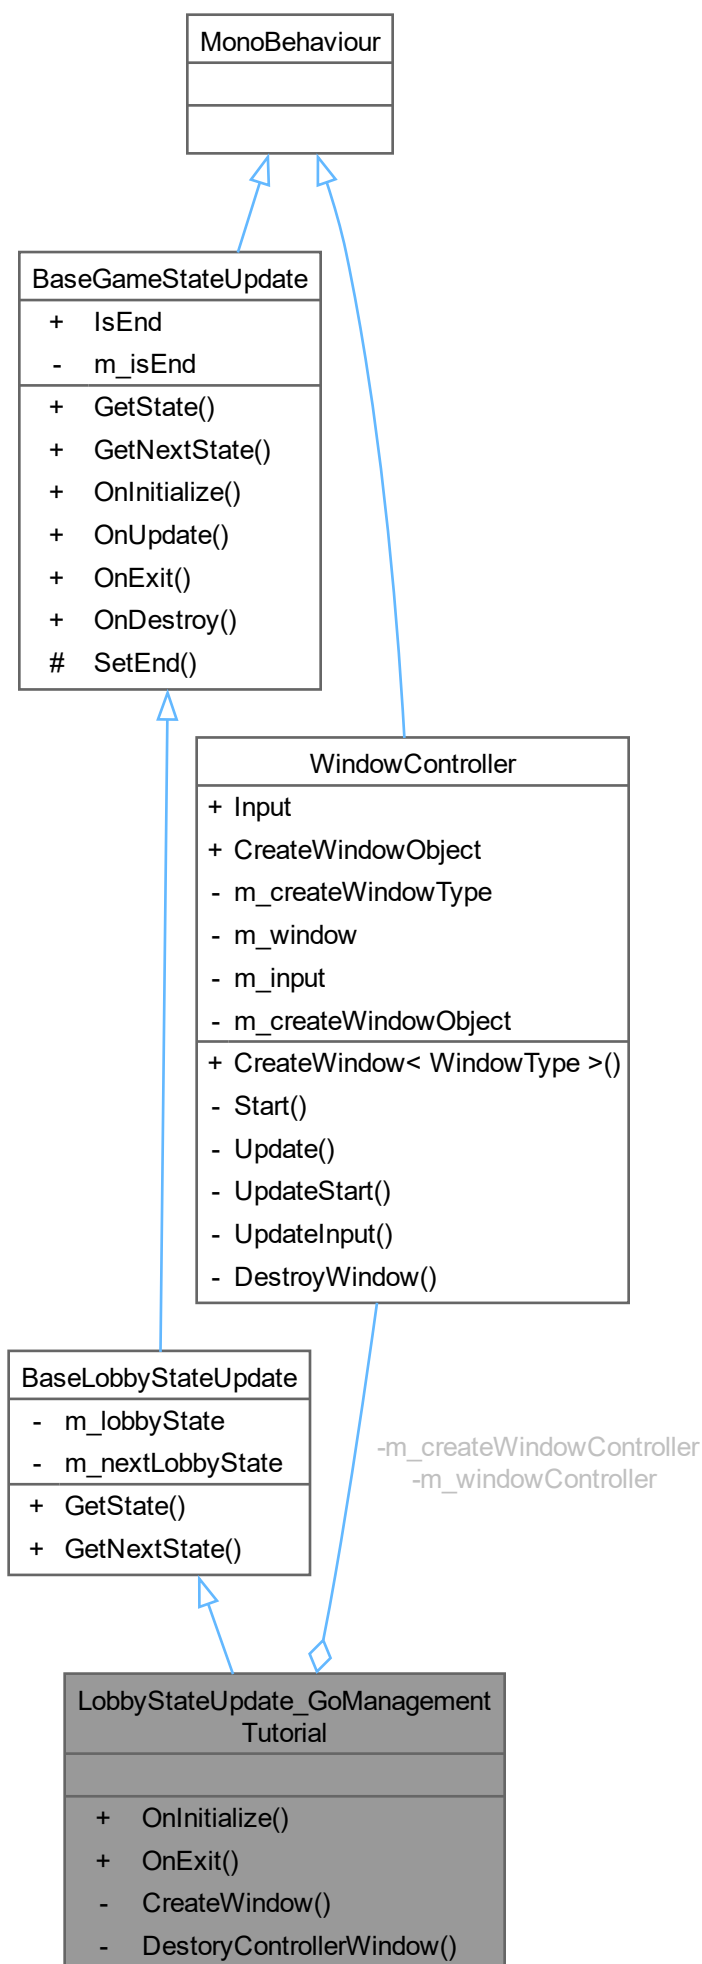 MonoBehaviour
BaseGameStateUpdate
+ IsEnd
- m_isEnd
+ GetState()
+ GetNextState()
+ OnInitialize()
+ OnUpdate()
+ OnExit()
+ OnDestroy()
# SetEnd()
WindowController
+ Input
+ CreateWindowObject
- m_createWindowType
- m_window
- m_input
- m_createWindowObject
+ CreateWindow< WindowType >()
- Start()
- Update()
- UpdateStart()
- UpdateInput()
- DestroyWindow()
BaseLobbyStateUpdate
- m_lobbyState
- m_nextLobbyState
+ GetState()
+ GetNextState()
-m_createWindowController
-m_windowController
LobbyStateUpdate_GoManagement
Tutorial
+ OnInitialize()
+ OnExit()
- CreateWindow()
- DestoryControllerWindow()